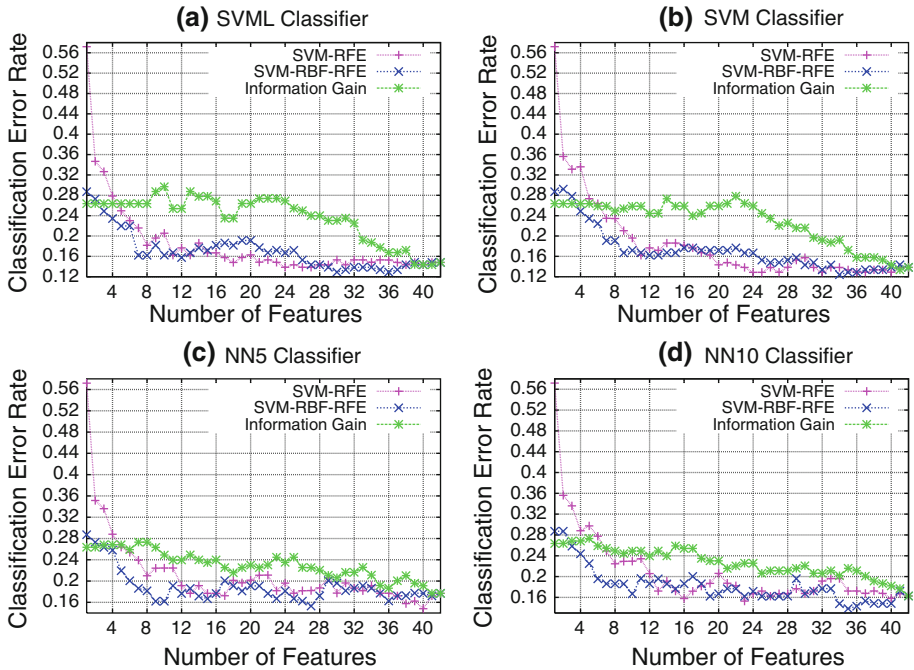 (a) SVML Classifier
Classification Error Rate
0.56
0.52
0.48
0.44
0.4
0.36
0.32
0.28
0.24
0.2
0.16
0.12
SVM-RFE
SVM-RBF-RFE
Information Gain
4 8 12 16 20 24 28 32 36 40
Number of Features
(b) SVM Classifier
Classification Error Rate
0.56
0.52
0.48
0.44
0.4
0.36
0.32
0.28
0.24
0.2
0.16
0.12
SVM-RFE
SVM-RBF-RFE
Information Gain
4 8 12 16 20 24 28 32 36 40
Number of Features
(c) NN5 Classifier
Classification Error Rate
0.56
0.52
0.48
0.44
0.4
0.36
0.32
0.28
0.24
0.2
0.16
SVM-RFE
SVM-RBF-RFE
Information Gain
4 8 12 16 20 24 28 32 36 40
Number of Features
(d) NN10 Classifier
Classification Error Rate
0.56
0.52
0.48
0.44
0.4
0.36
0.32
0.28
0.24
0.2
0.16
SVM-RFE
SVM-RBF-RFE
Information Gain
4 8 12 16 20 24 28 32 36 40
Number of Features